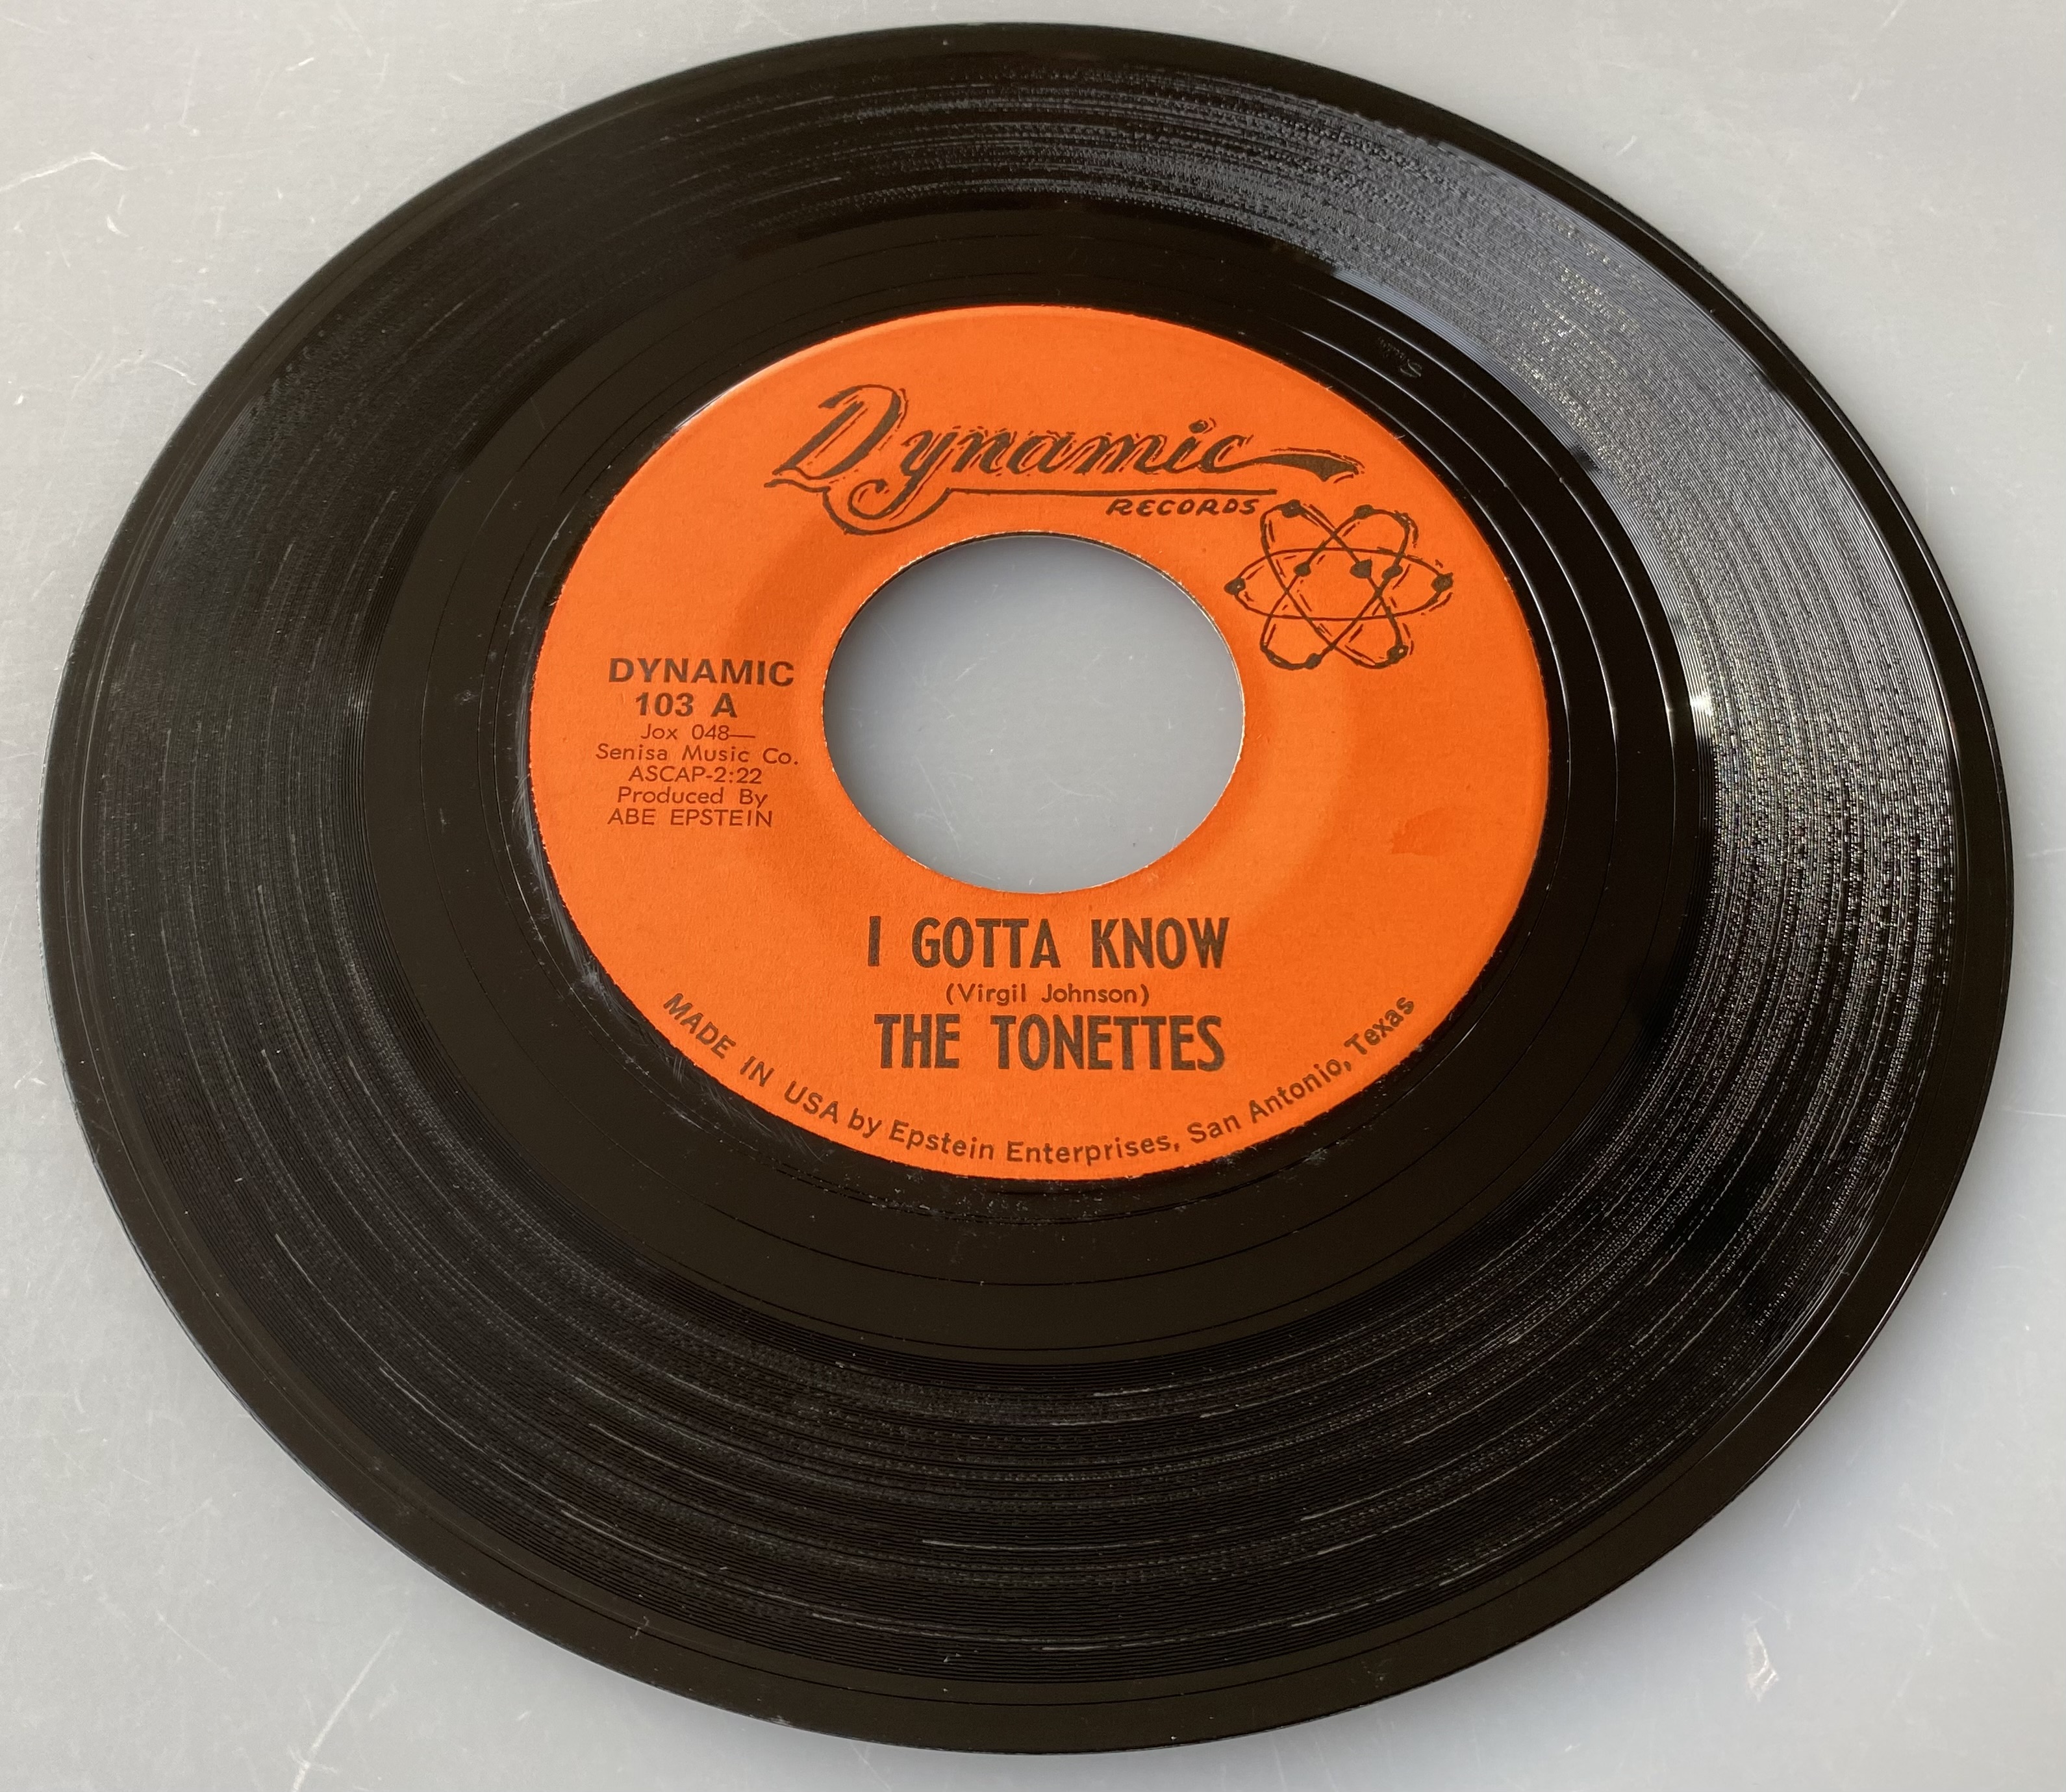 Dynamic
RECORDS
DYNAMIC
103 A
Jox 048—
Senisa Music Co.
ASCAP-2:22
Produced By
ABE EPSTEIN
I GOTTA KNOW
(Virgil Johnson)
THE TONETTES
MADE IN USA by Epstein Enterprises, San Antonio, Texas